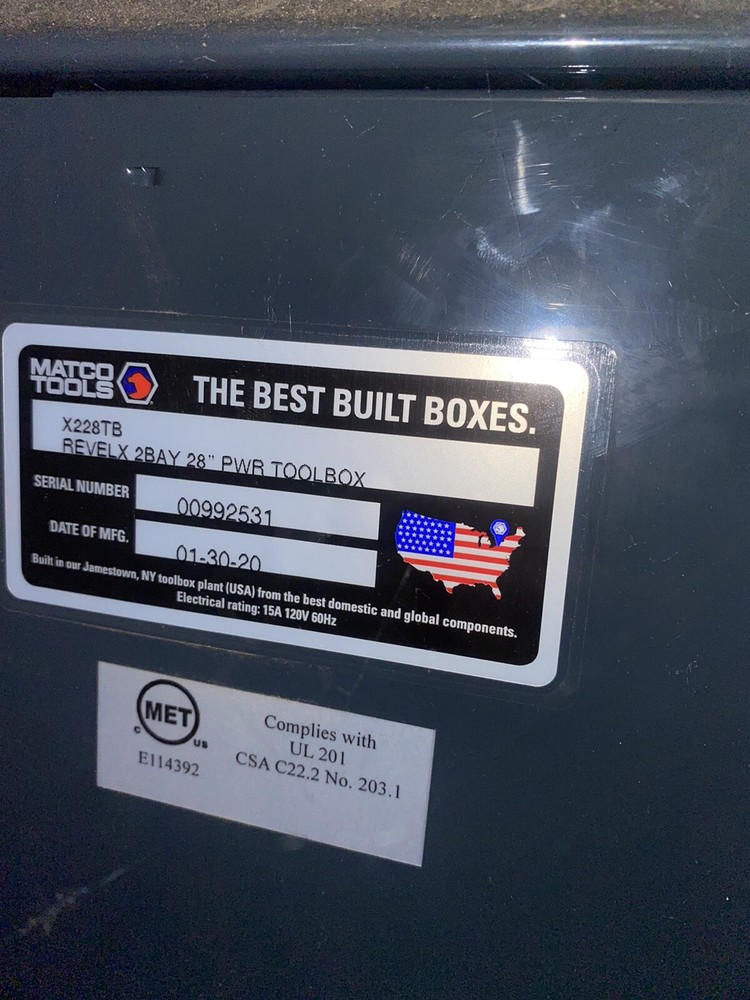 MATCO
TOOLS
THE BEST BUILT BOXES.
X228TB
REVELX 2BAY 28" PWR TOOLBOX
SERIAL NUMBER
00992531
DATE OF MFG.
01-30-20
Built in our Jamestown, NY toolbox plant (USA) from the best domestic and global components.
Electrical rating: 15A 120V 60Hz
MET
C US
E114392
Complies with
UL 201
CSA C22.2 No. 203.1